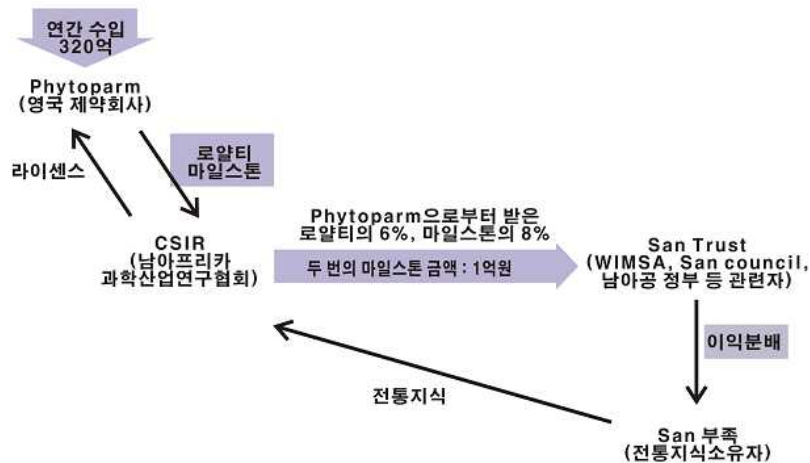 연간 수입
320억
Phytoparm
(영국 제약회사)
라이센스
로얄티
마일스톤
CSIR
(남아프리카
과학산업연구협회)
Phytoparm으로부터 받은
로얄티의 6%, 마일스톤의 8%
두 번의 마일스톤 금액 : 1억원
San Trust
(WIMSA, San council,
남아공 정부 등 관련자)
이익분배
전통지식
San 부족
(전통지식소유자)